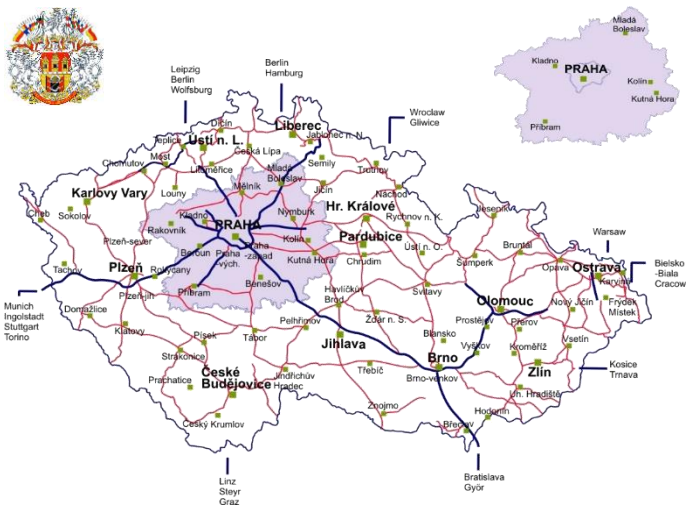 Mladá
Boleslav
Kladno
PRAHA
Kolín
Kutná Hora
Příbram
Leipzig
Berlin
Wolfsburg
Berlin
Hamburg
Wroclaw
Gliwice
Děčín
Liberec
Teplice
Ústí n. L.
Jablonec n. N.
Česká Lípa
Most
Semily
Chomutov
Litoměřice
Mladá
Boleslav
Trutnov
Karlovy Vary
Louny
Mělník
Jičín
Náchod
Cheb
Sokolov
Hr. Králové
Rychnov n. K.
Jeseník
Kladno
Nymburk
Rakovník
PRAHA
Pardubice
Warsaw
Plzeň-sever
Beroun
Praha
-západ
Praha
-vých.
Kolín
Kutná Hora
Chrudim
Ústí n. O.
Bruntál
Šumperk
Opava
Ostrava
Karviná
Bielsko
-Biala
Cracow
Tachov
Plzeň
Rokycany
Benešov
Příbram
Havlíčkův
Brod
Svitavy
Olomouc
Nový Jičín
Frýdek
Místek
Munich
Ingolstadt
Stuttgart
Torino
Plzeň-jih
Domažlice
Klatovy
Písek
Tábor
Pelhřimov
Žďár n. S.
Prostějov
Přerov
Jihlava
Blansko
Vyškov
Kroměříž
Vsetín
Strakonice
Prachatice
České
Budějovice
Jindřichův
Hradec
Třebíč
Brno
Brno-venkov
Zlín
Kosice
Trnava
Un. Hradiště
Český Krumlov
Znojmo
Hodonín
Břeclav
Linz
Steyr
Graz
Bratislava
Györ